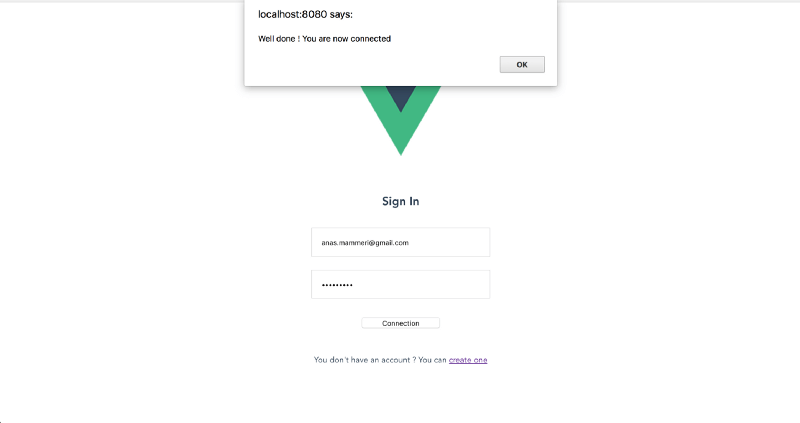 localhost:8080 says:
Well done ! You are now connected
OK
Sign In
anas.mammeri@gmail.com
•••••••••
Connection
You don't have an account ? You can create one